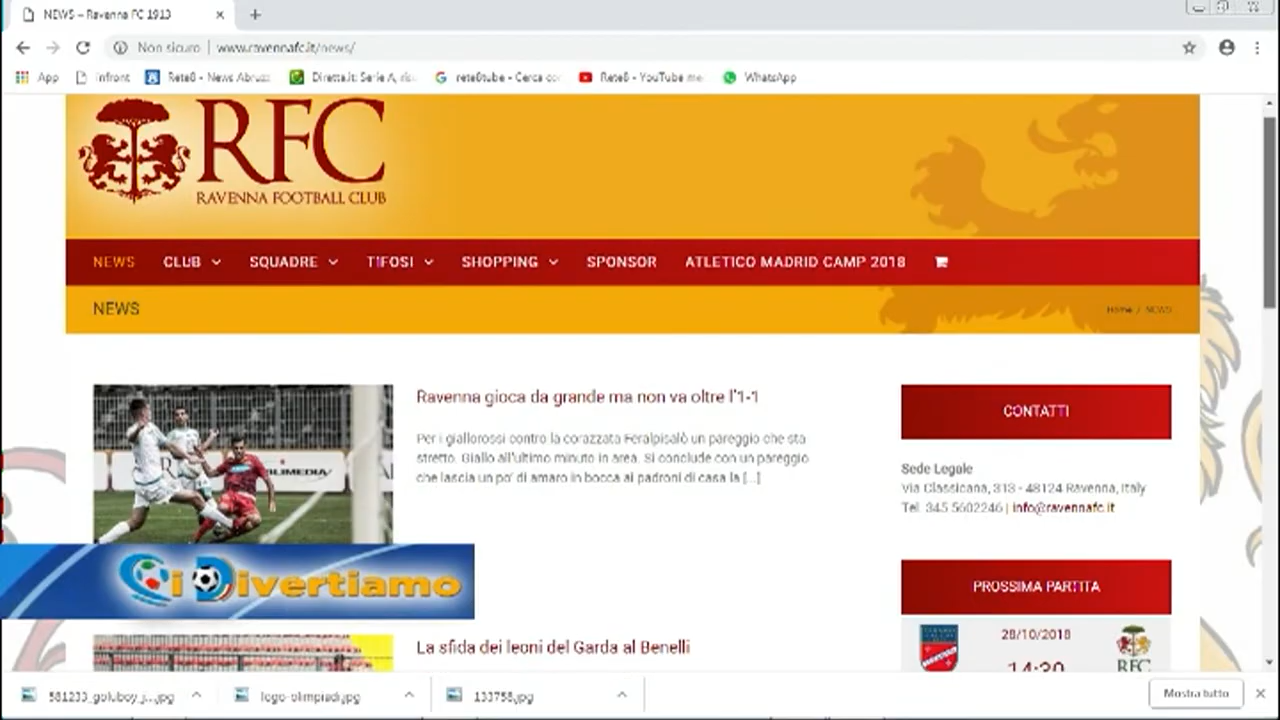 NEWS – Ravenna FC 1913
Non sicuro | www.ravennafc.it/news/
App
infront
Rete8 - News Abruz
Diretta.it: Serie A, ris
rete8tube - Cerca co
Rete8 - YouTube me
WhatsApp
RFC
RAVENNA FOOTBALL CLUB
NEWS CLUB SQUADRE TIFOSI SHOPPING SPONSOR ATLETICO MADRID CAMP 2018
NEWS
Home / NEWS
Ravenna gioca da grande ma non va oltre l'1-1
Per i giallorossi contro la corazzata Feralpisalò un pareggio che sta
stretto. Giallo all'ultimo minuto in area. Si conclude con un pareggio
che lascia un po' di amaro in bocca ai padroni di casa la [...]
CONTATTI
Sede Legale
Via Classicana, 313 - 48124 Ravenna, Italy
Tel. 345 5602246 | info@ravennafc.it
Ci Divertiamo
PROSSIMA PARTITA
28/10/2018
14:30
RFC
La sfida dei leoni del Garda al Benelli
581233_goluboy_j....jpg
logo-olimpiadi.jpg
133758.jpg
Mostra tutto